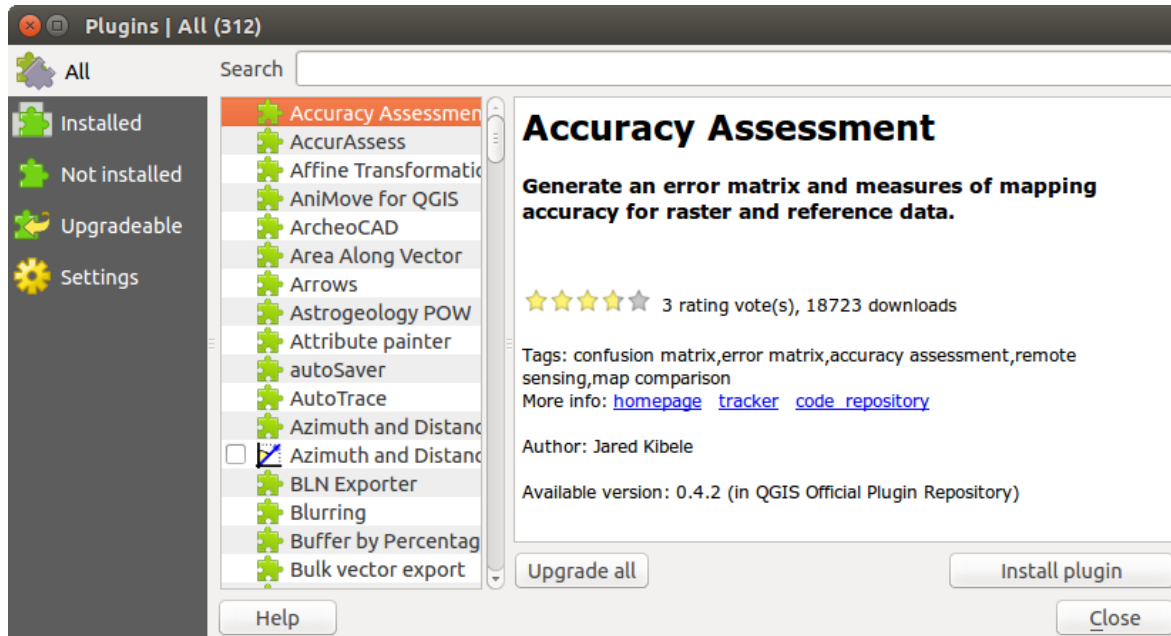 Plugins | All (312)
All
Installed
Not installed
Upgradeable
Settings
Search
Accuracy Assessmen
AccurAssess
Affine Transformatic
AniMove for QGIS
ArcheoCAD
Area Along Vector
Arrows
Astrogeology POW
Attribute painter
autoSaver
AutoTrace
Azimuth and Distanc
Azimuth and Distanc
BLN Exporter
Blurring
Buffer by Percentag
Bulk vector export
Accuracy Assessment
Generate an error matrix and measures of mapping
accuracy for raster and reference data.
3 rating vote(s), 18723 downloads
Tags: confusion matrix,error matrix,accuracy assessment,remote
sensing,map comparison
More info: homepage tracker code_repository
Author: Jared Kibele
Available version: 0.4.2 (in QGIS Official Plugin Repository)
Upgrade all
Install plugin
Help
Close